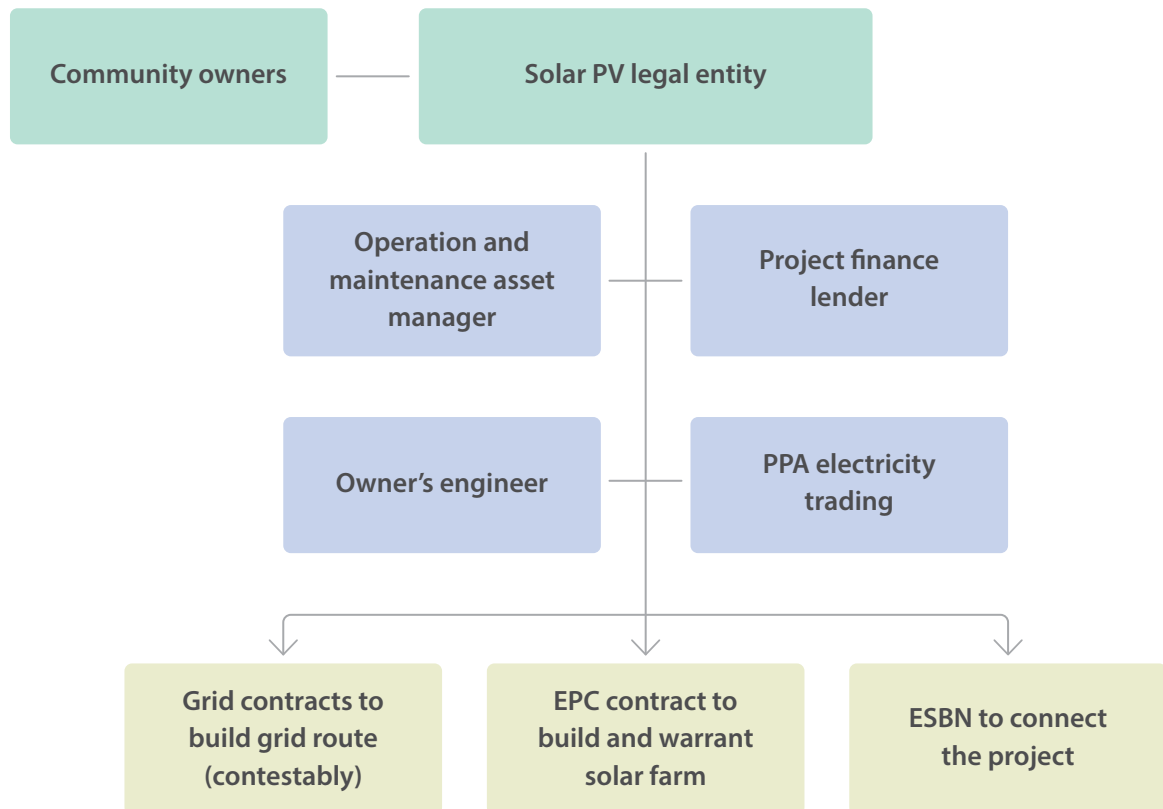 Community owners
Solar PV legal entity
Operation and
maintenance asset
manager
Project finance
lender
Owner’s engineer
PPA electricity
trading
Grid contracts to
build grid route
(contestably)
EPC contract to
build and warrant
solar farm
ESBN to connect
the project